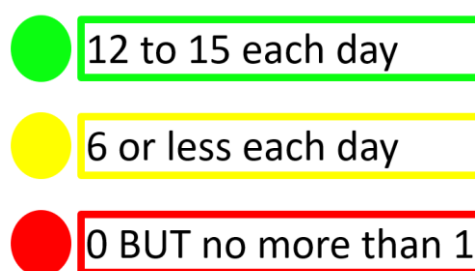 12 to 15 each day
6 or less each day
0 BUT no more than 1